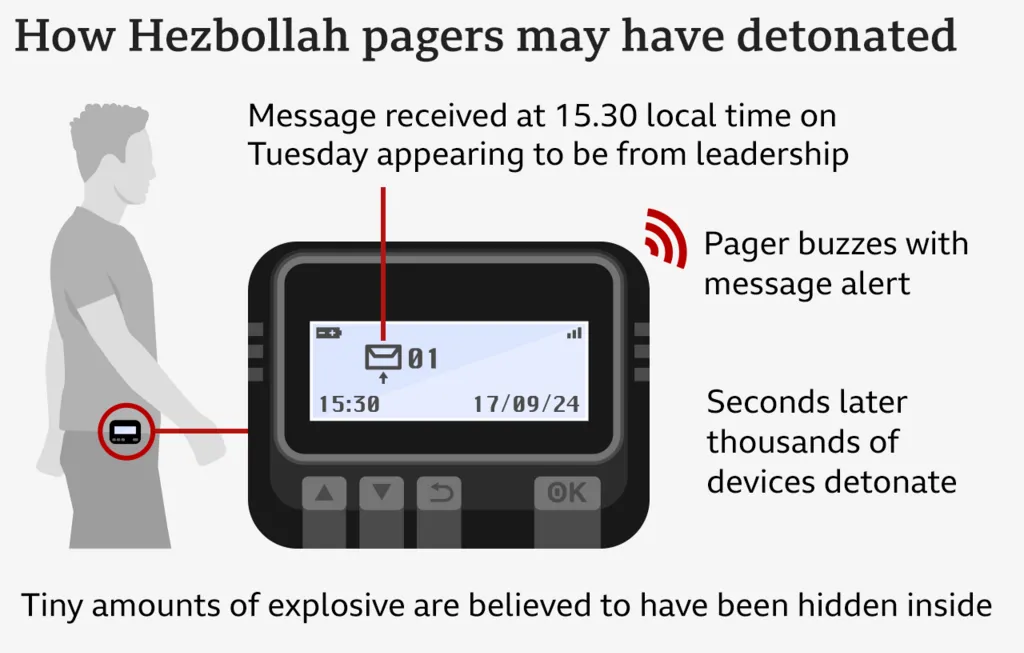 How Hezbollah pagers may have detonated
Message received at 15.30 local time on
Tuesday appearing to be from leadership
Pager buzzes with
message alert
01
15:30 17/09/24
Seconds later
thousands of
devices detonate
OK
Tiny amounts of explosive are believed to have been hidden inside